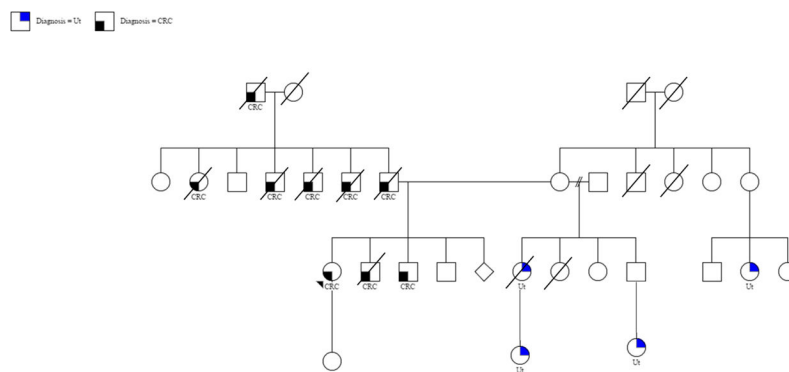 Diagnosis = Ut Diagnosis = CRC
CRC
CRC CRC CRC CRC CRC
CRC CRC CRC Ut Ut
Ut Ut